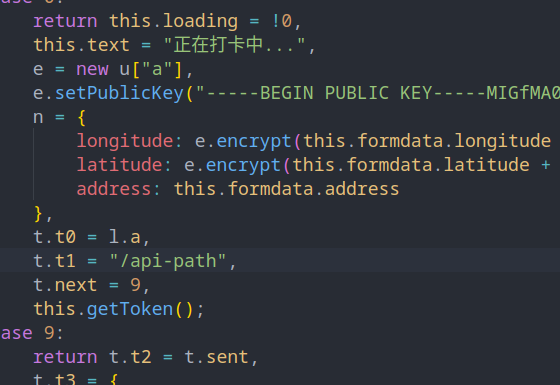 ase 6:
return this.loading = !0,
this.text = "正在打卡中...",
e = new u["a"],
e.setPublicKey("-----BEGIN PUBLIC KEY-----MIGfMA0
n = {
longitude: e.encrypt(this.formdata.longitude
latitude: e.encrypt(this.formdata.latitude +
address: this.formdata.address
},
t.t0 = l.a,
t.t1 = "/api-path",
t.next = 9,
this.getToken();
ase 9:
return t.t2 = t.sent,
t.t3 = {